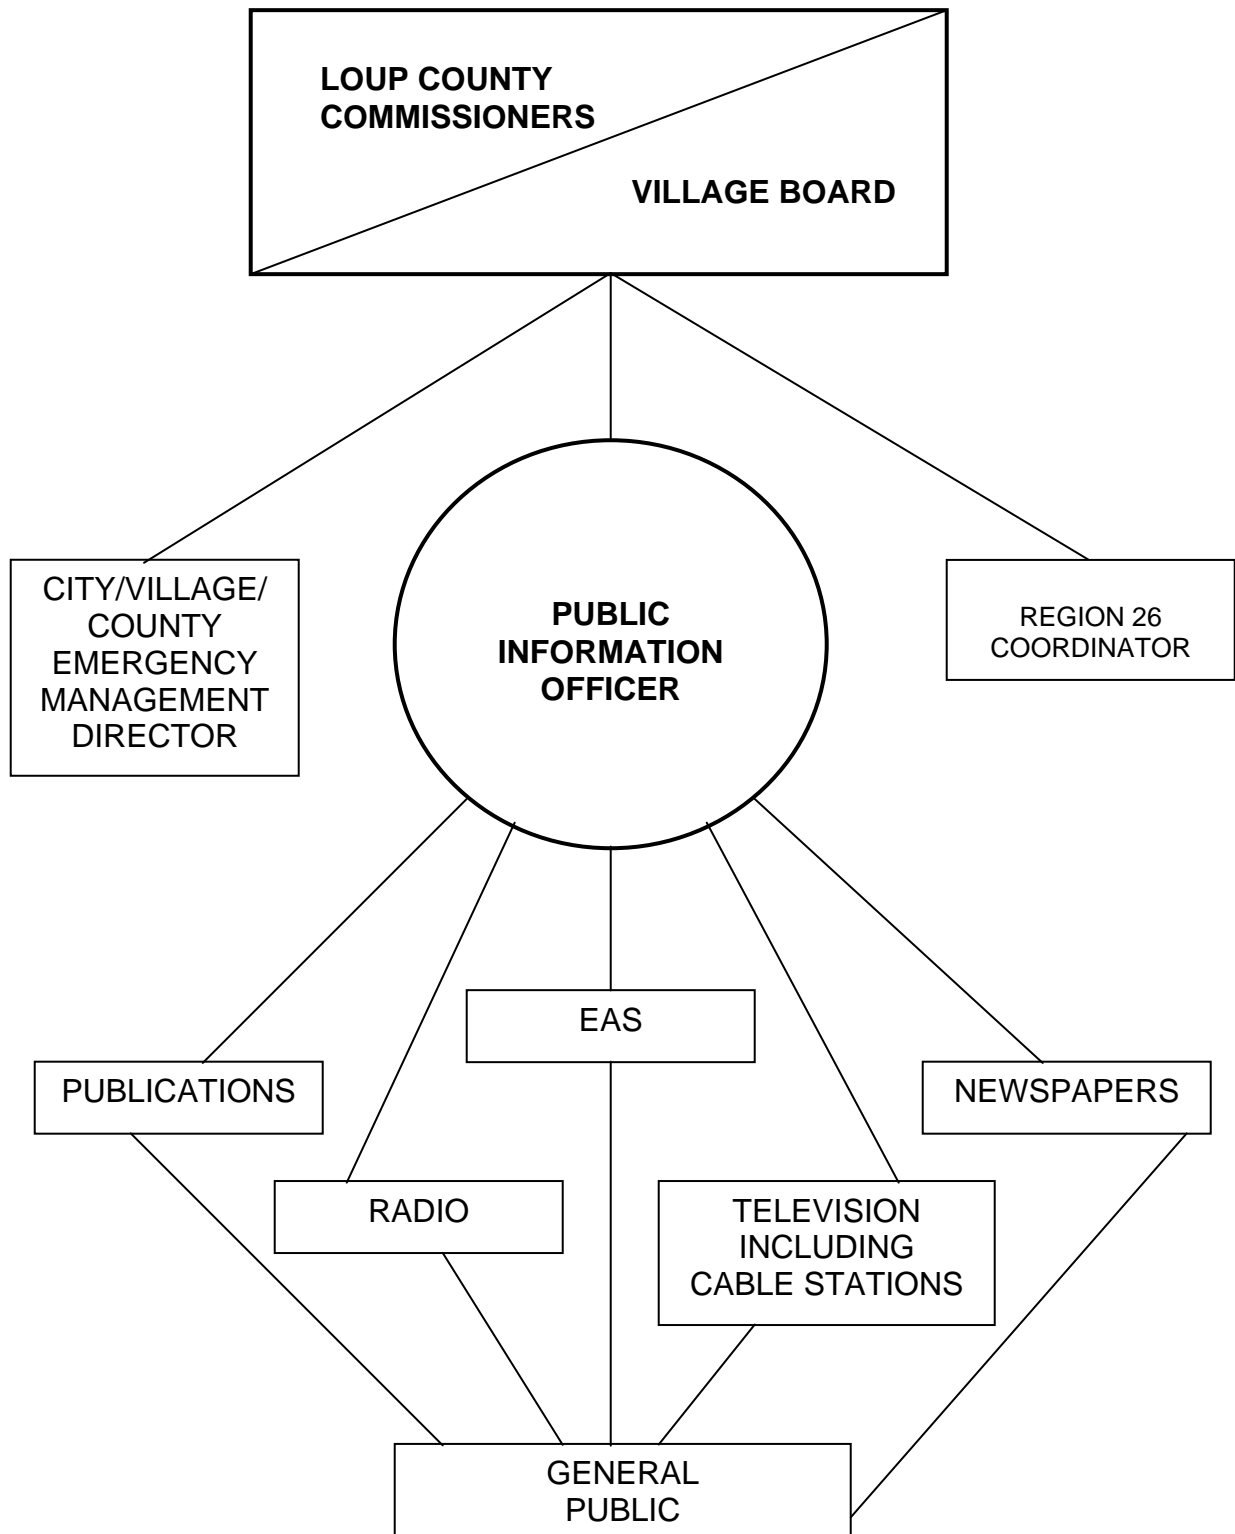 LOUP COUNTY
COMMISSIONERS
VILLAGE BOARD
CITY/VILLAGE/
COUNTY
EMERGENCY
MANAGEMENT
DIRECTOR
PUBLIC
INFORMATION
OFFICER
REGION 26
COORDINATOR
EAS
PUBLICATIONS
NEWSPAPERS
RADIO
TELEVISION
INCLUDING
CABLE STATIONS
GENERAL
PUBLIC